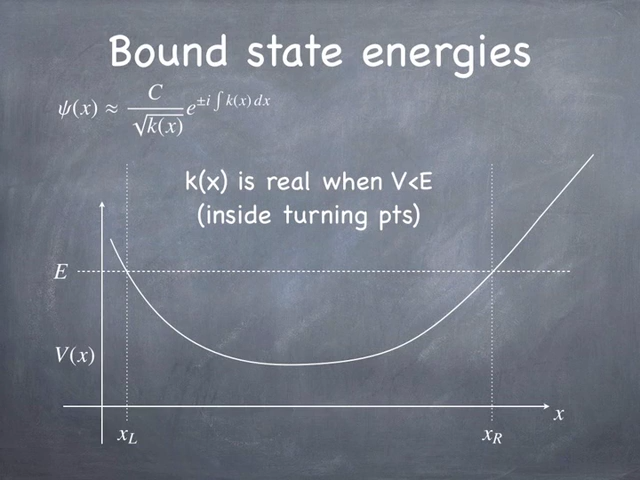 Bound state energies
ψ(x) ≈ C/√k(x) e^{±i ∫ k(x) dx}
k(x) is real when V<E
(inside turning pts)
E
V(x)
x
x_L x_R